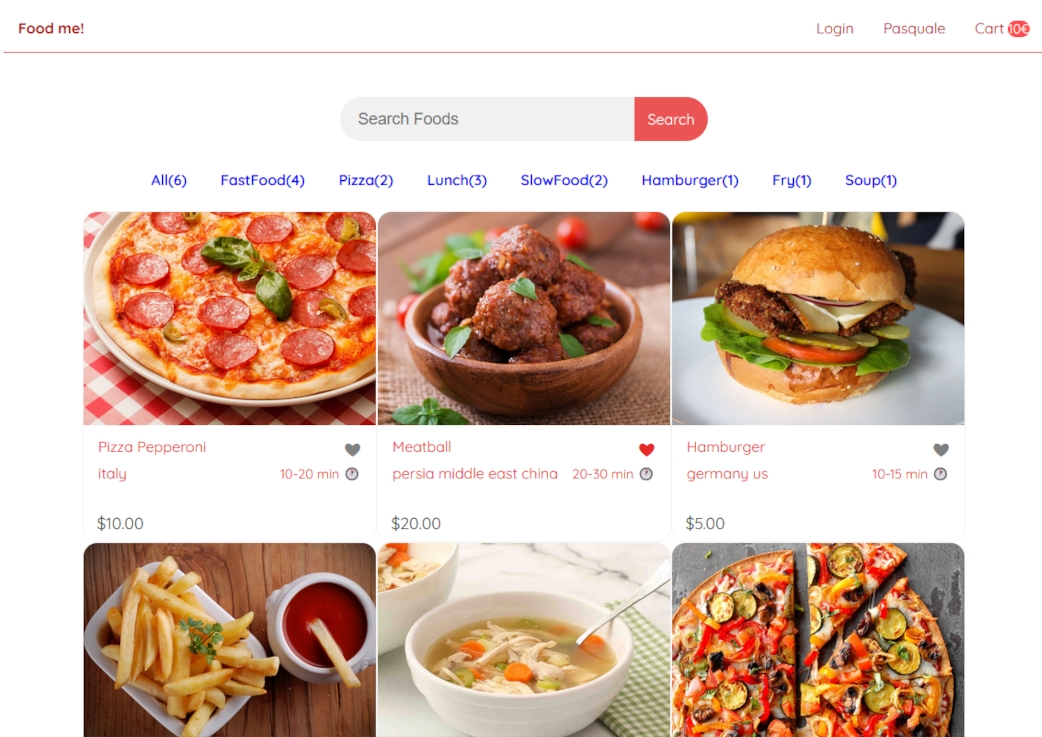 Food me!
Login Pasquale Cart 10€
Search Foods Search
All(6) FastFood(4) Pizza(2) Lunch(3) SlowFood(2) Hamburger(1) Fry(1) Soup(1)
Pizza Pepperoni
italy 10-20 min
$10.00
Meatball
persia middle east china 20-30 min
$20.00
Hamburger
germany us 10-15 min
$5.00